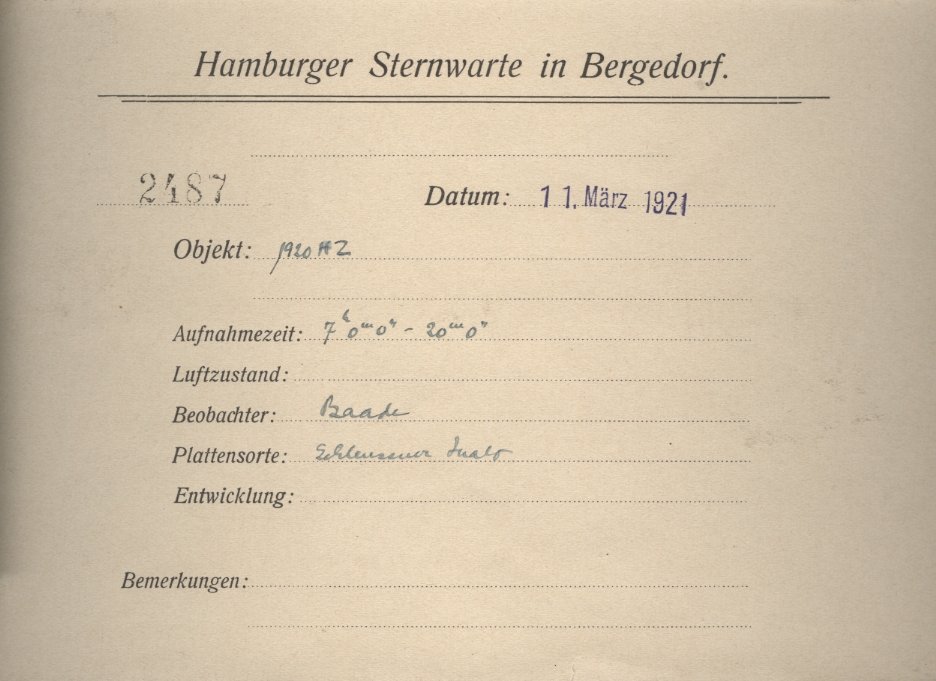 Hamburger Sternwarte in Bergedorf.
2487 Datum: 11. März 1921
Objekt: 1920 HZ
Aufnahmezeit: 7ʰ0ᵐ0ˢ - 20ᵐ0ˢ
Luftzustand:
Beobachter: Baade
Plattensorte: Schleussner
Entwicklung:
Bemerkungen: